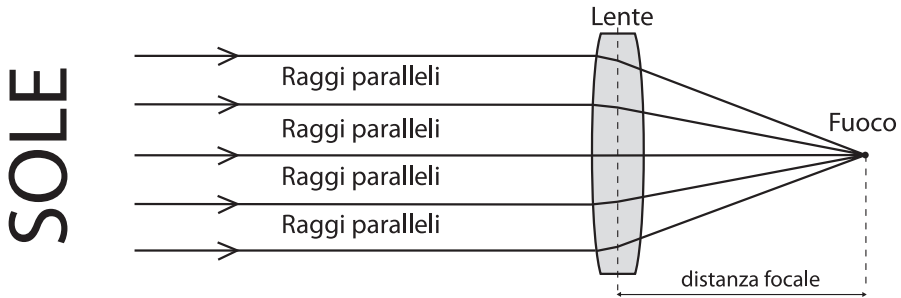 SOLE
Lente
Raggi paralleli
Raggi paralleli
Raggi paralleli
Raggi paralleli
Fuoco
distanza focale